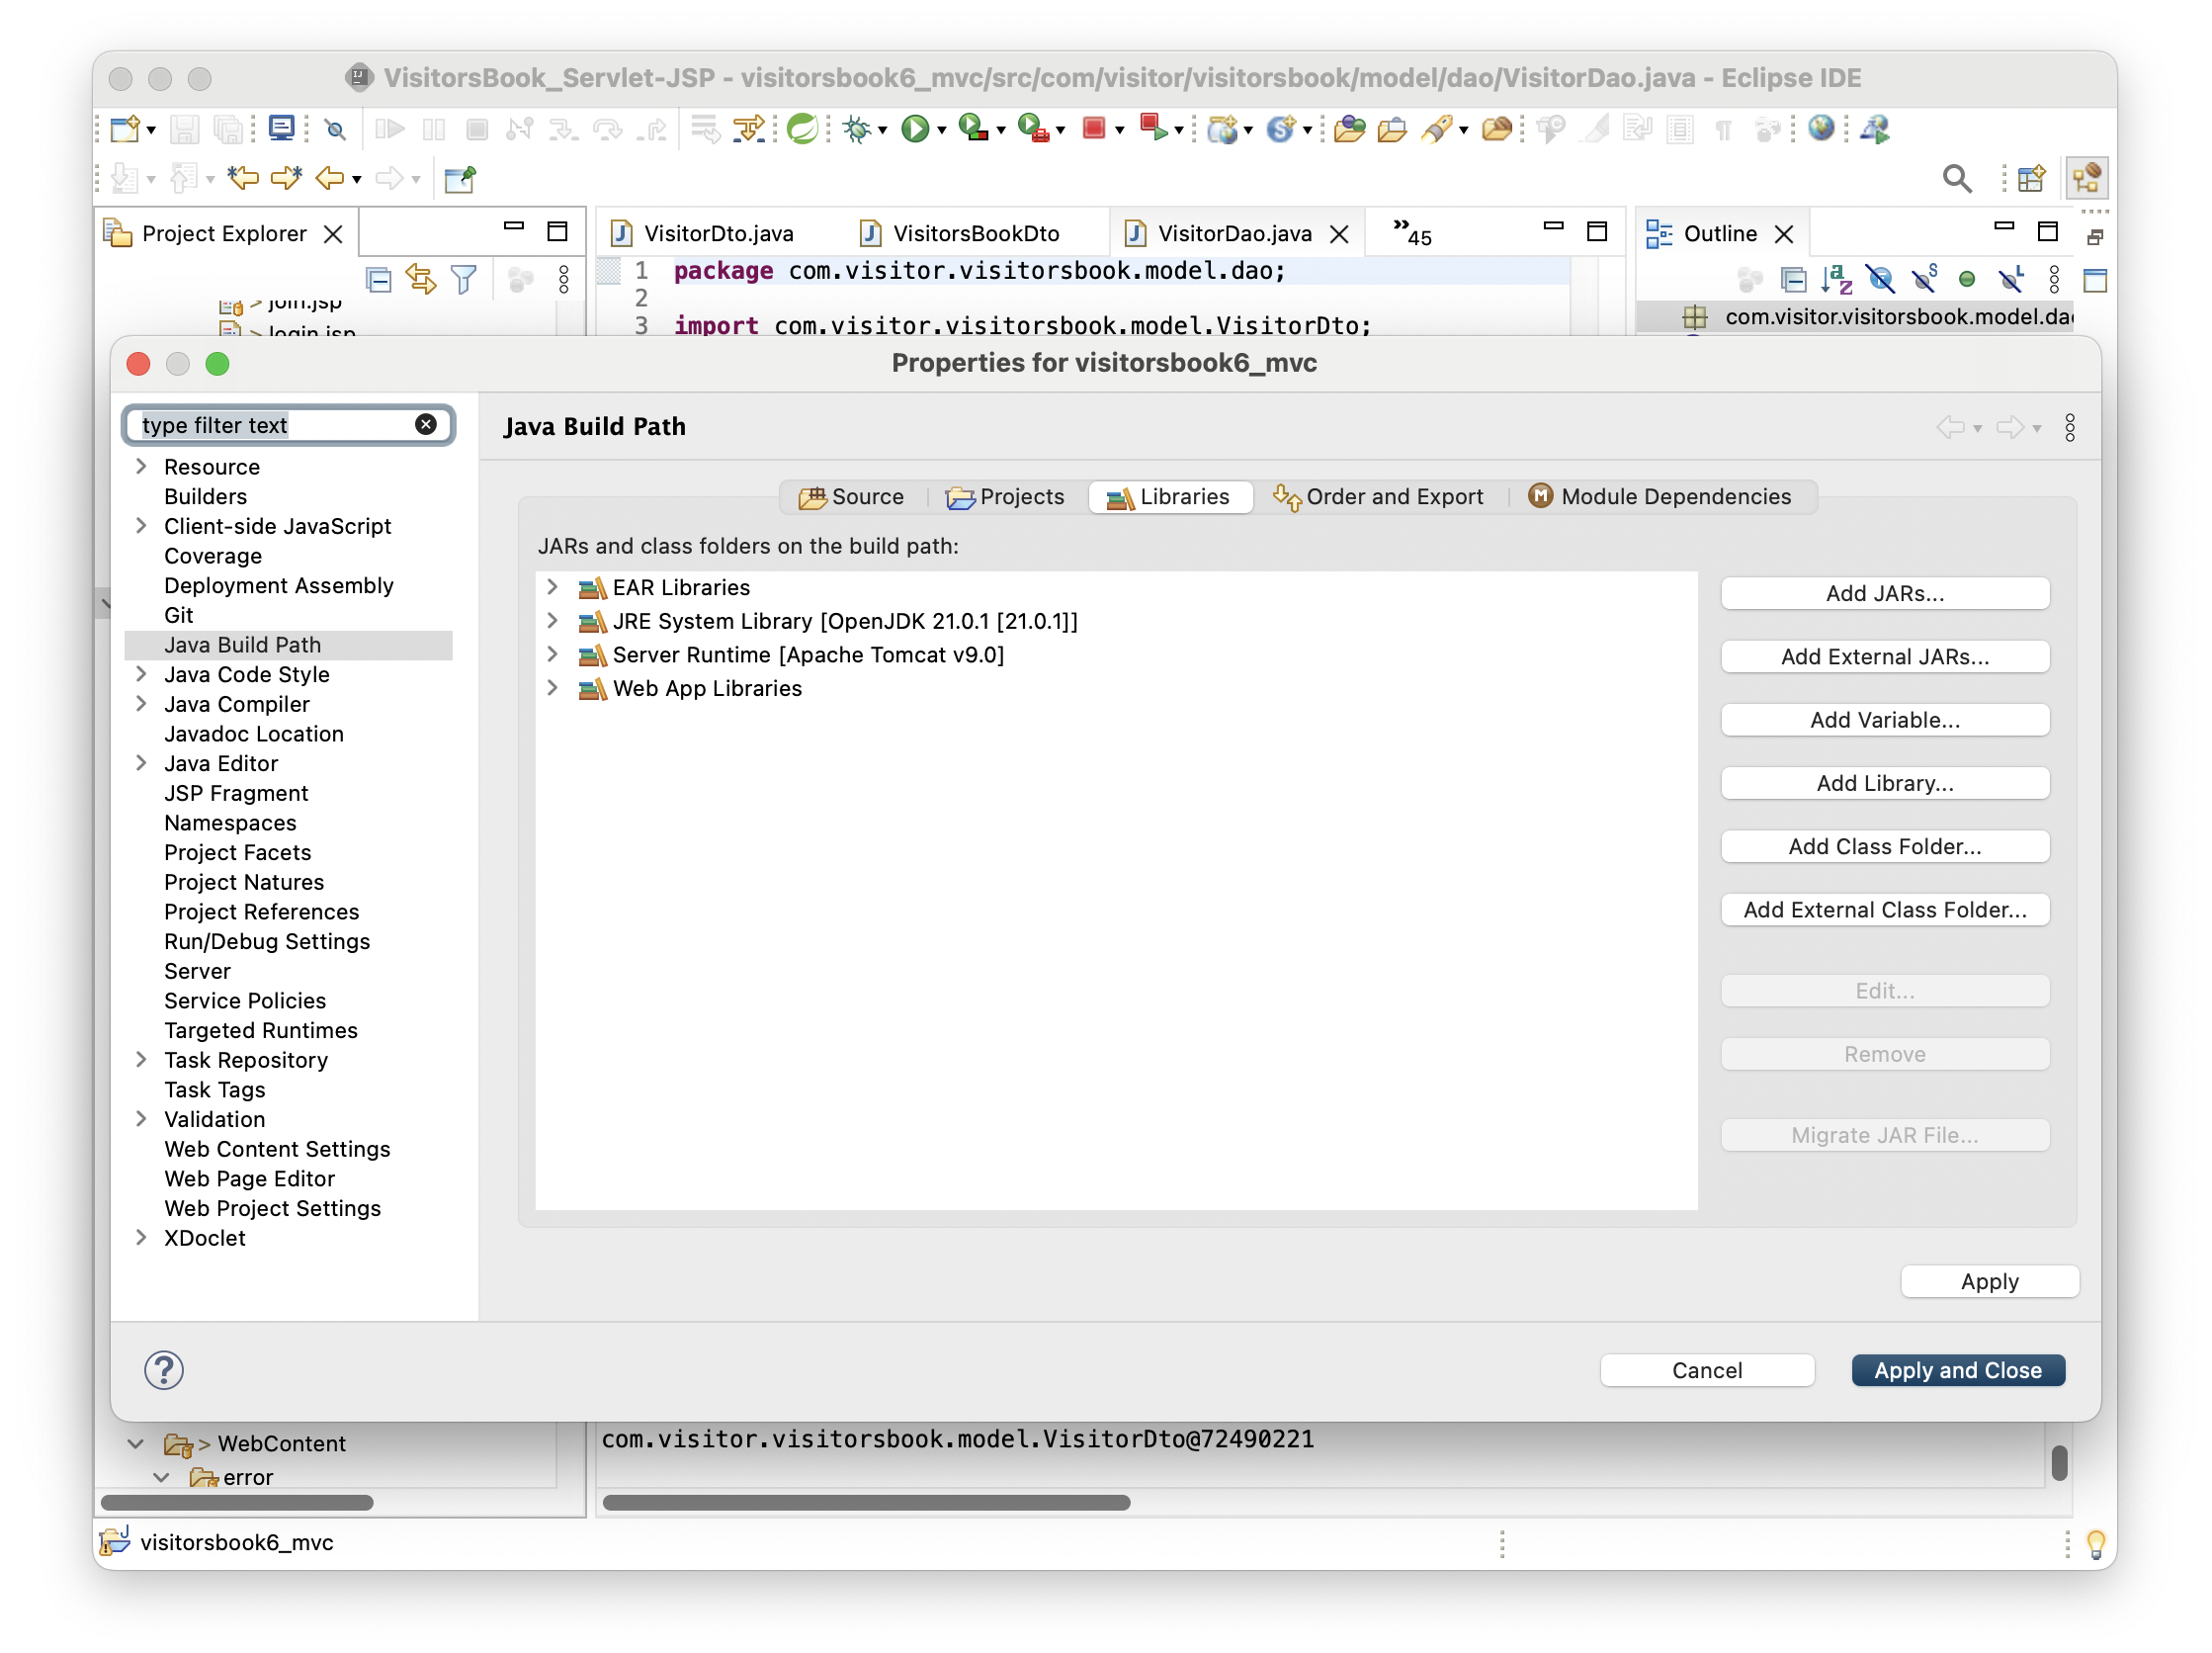 VisitorsBook_Servlet-JSP - visitorsbook6_mvc/src/com/visitor/visitorsbook/model/dao/VisitorDao.java - Eclipse IDE
Project Explorer
VisitorDto.java
VisitorsBookDto
VisitorDao.java
»45
Outline
join.jsp
login.jsp
1 package com.visitor.visitorsbook.model.dao;
2
3 import com.visitor.visitorsbook.model.VisitorDto;
com.visitor.visitorsbook.model.dao
Properties for visitorsbook6_mvc
type filter text
Resource
Builders
Client-side JavaScript
Coverage
Deployment Assembly
Git
Java Build Path
Java Code Style
Java Compiler
Javadoc Location
Java Editor
JSP Fragment
Namespaces
Project Facets
Project Natures
Project References
Run/Debug Settings
Server
Service Policies
Targeted Runtimes
Task Repository
Task Tags
Validation
Web Content Settings
Web Page Editor
Web Project Settings
XDoclet
Java Build Path
Source
Projects
Libraries
Order and Export
Module Dependencies
JARs and class folders on the build path:
EAR Libraries
JRE System Library [OpenJDK 21.0.1 [21.0.1]]
Server Runtime [Apache Tomcat v9.0]
Web App Libraries
Add JARs...
Add External JARs...
Add Variable...
Add Library...
Add Class Folder...
Add External Class Folder...
Edit...
Remove
Migrate JAR File...
Apply
Cancel
Apply and Close
> WebContent
error
com.visitor.visitorsbook.model.VisitorDto@72490221
visitorsbook6_mvc